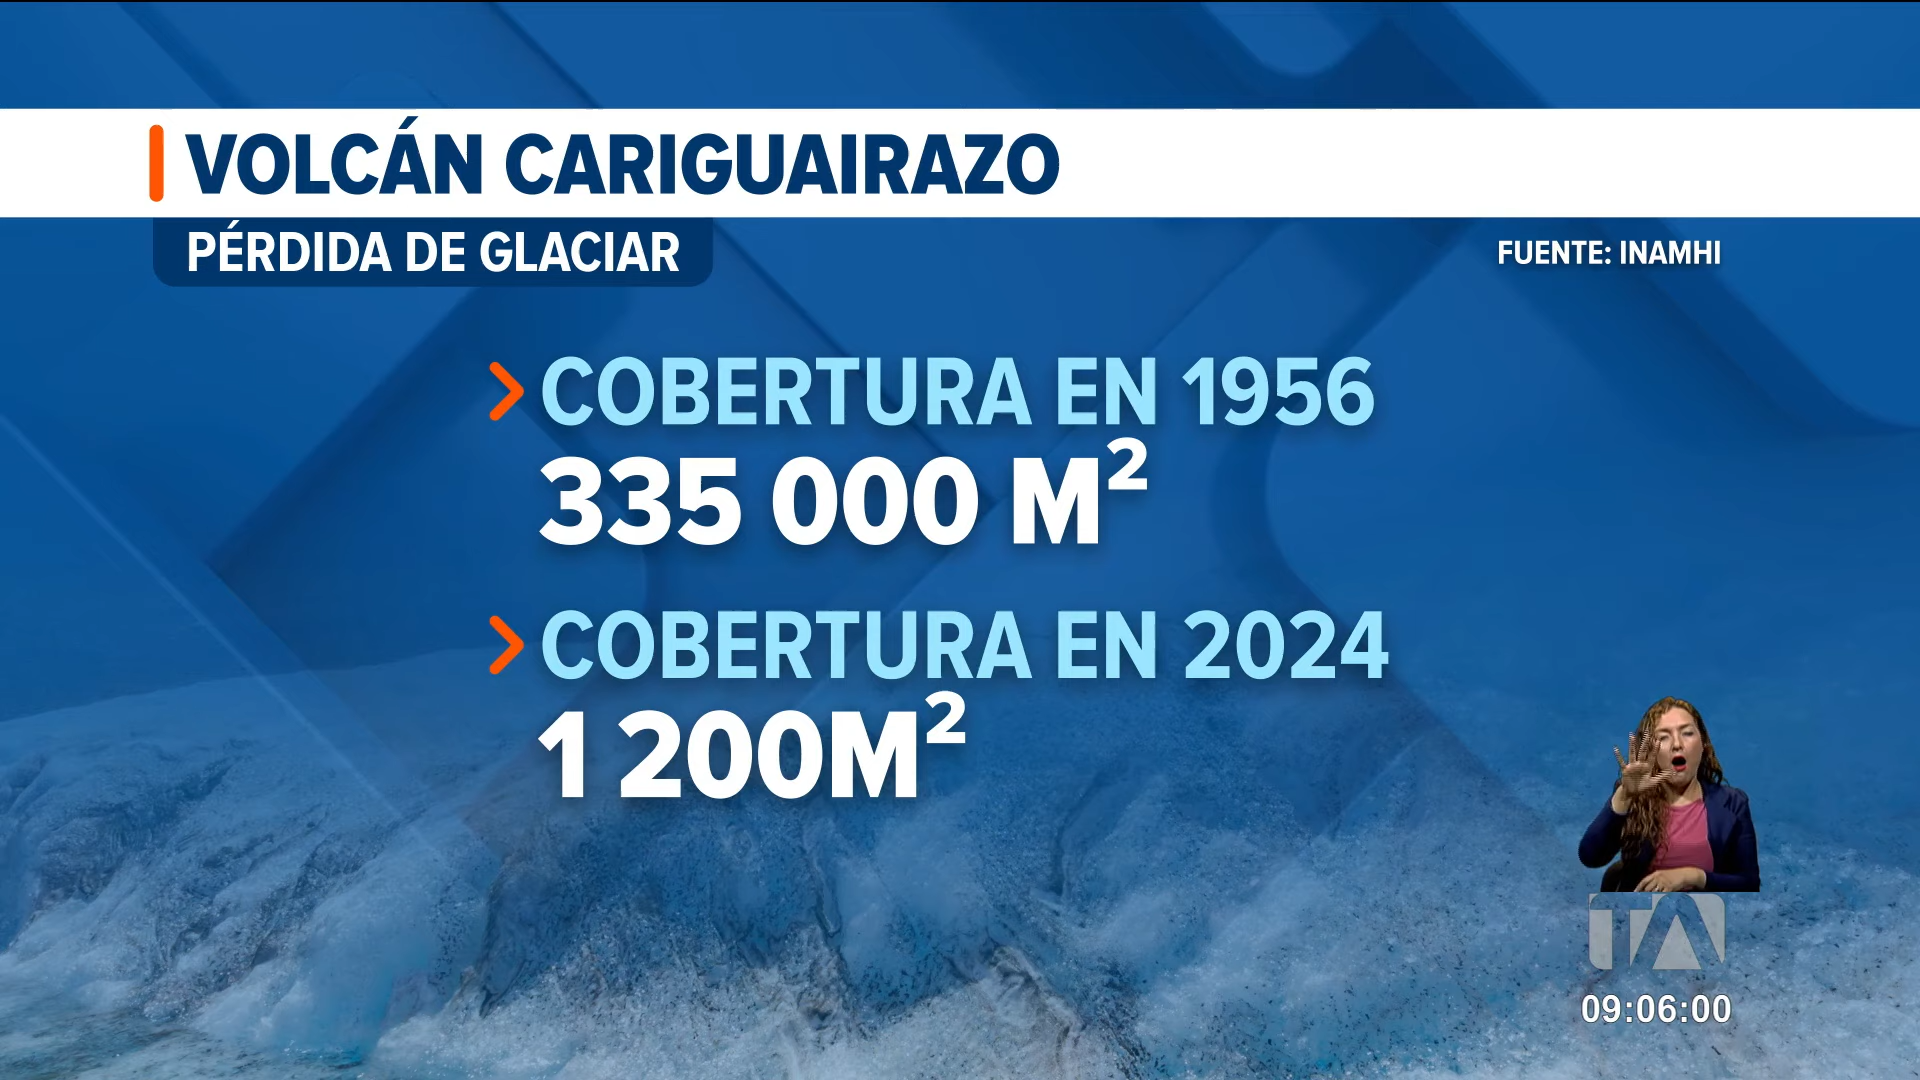 VOLCÁN CARIGUAIRAZO
PÉRDIDA DE GLACIAR
FUENTE: INAMHI
COBERTURA EN 1956
335 000 M²
COBERTURA EN 2024
1 200M²
TA
09:06:00